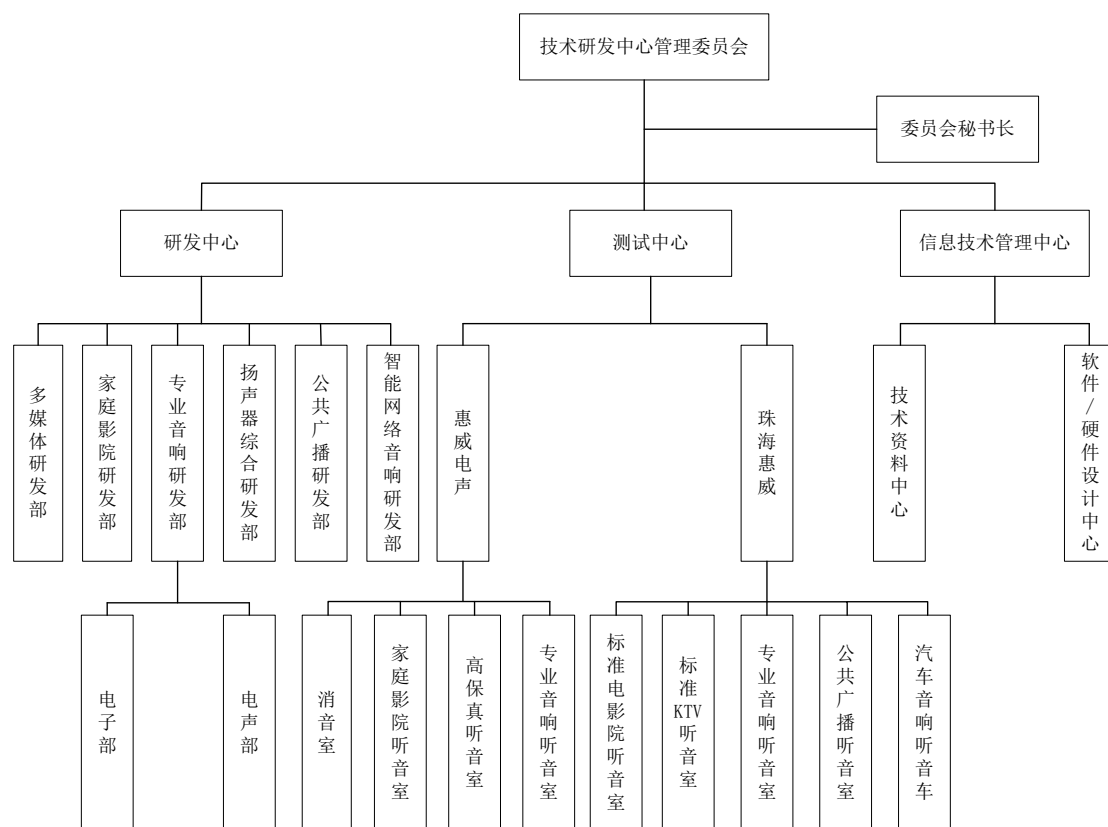 技术研发中心管理委员会
委员会秘书长
研发中心
测试中心
信息技术管理中心
多媒体研发部
家庭影院研发部
专业音响研发部
扬声器综合研发部
公共广播研发部
智能网络音响研发部
惠威电声
珠海惠威
技术资料中心
软件/硬件设计中心
电子部
电声部
消音室
家庭影院听音室
高保真听音室
专业音响听音室
标准电影院听音室
标准KTV听音室
专业音响听音室
公共广播听音室
汽车音响听音车